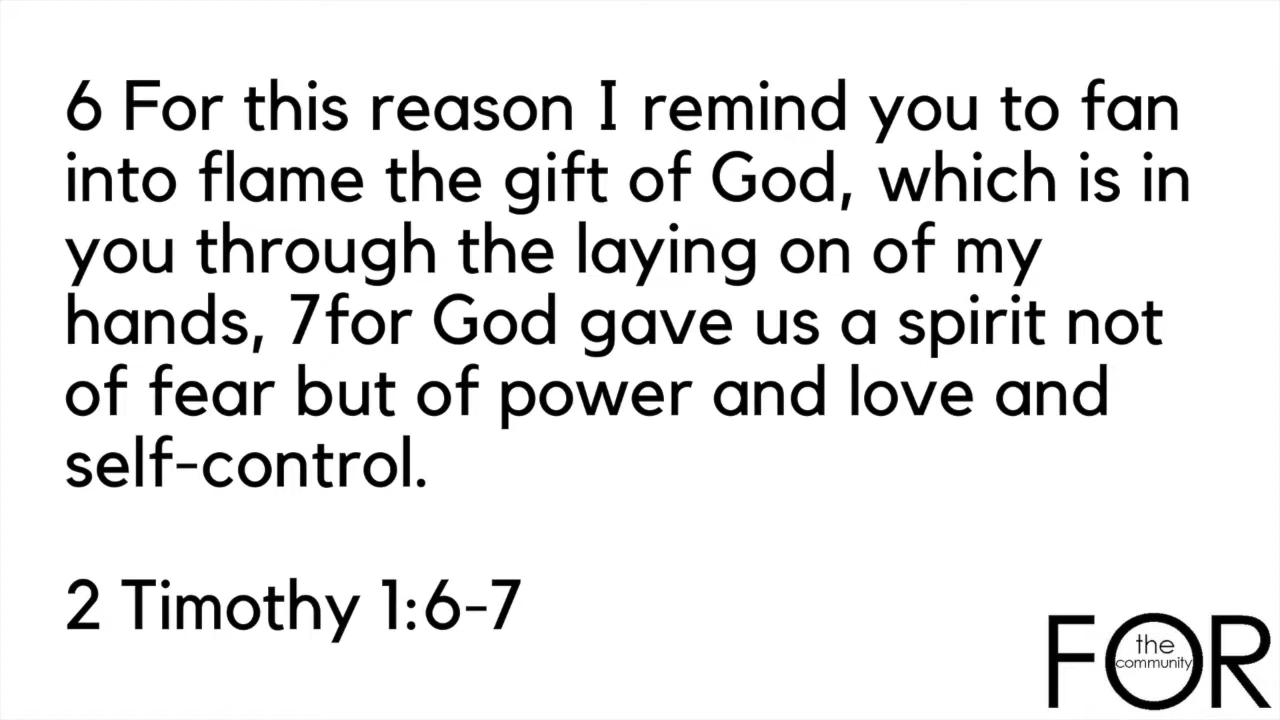 6 For this reason I remind you to fan
into flame the gift of God, which is in
you through the laying on of my
hands, 7for God gave us a spirit not
of fear but of power and love and
self-control.
2 Timothy 1:6-7
FOR
the
community